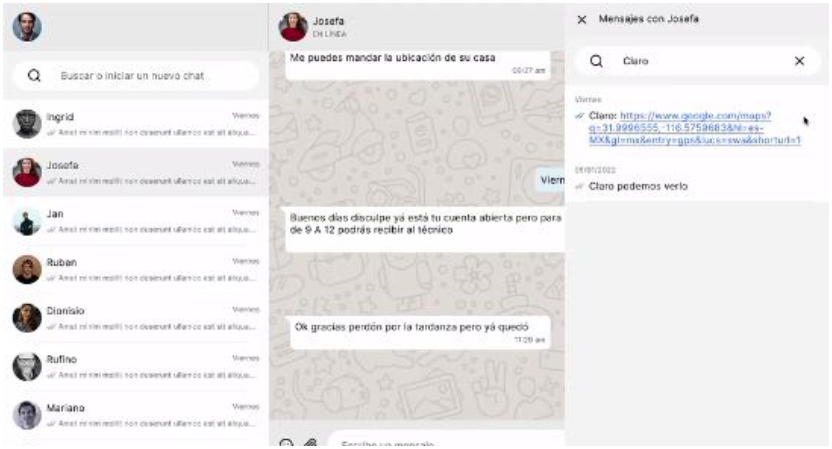 Buscar o iniciar un nuevo chat
Ingrid
Viernes
Amet minim mollit non deserunt ullamco est sit aliqua...
Josefa
Viernes
Amet minim mollit non deserunt ullamco est sit aliqua...
Jan
Viernes
Amet minim mollit non deserunt ullamco est sit aliqua...
Ruben
Viernes
Amet minim mollit non deserunt ullamco est sit aliqua...
Dionisio
Viernes
Amet minim mollit non deserunt ullamco est sit aliqua...
Rufino
Viernes
Amet minim mollit non deserunt ullamco est sit aliqua...
Mariano
Viernes
Amet minim mollit non deserunt ullamco est sit aliqua...
Josefa
EN LÍNEA
Me puedes mandar la ubicación de su casa
Viern
Buenos días disculpe yá está tu cuenta abierta pero para
de 9 A 12 podrás recibir al técnico
Ok gracias perdón por la tardanza pero yá quedó
11:29 am
Escribe un mensaje
Mensajes con Josefa
Claro
Viernes
Claro: https://www.google.com/maps?
q=31.9996555,-116.5759683&hl=es-
MX&gl=mx&entry=gps&lucs=swa&shorturl=1
Claro podemos verlo